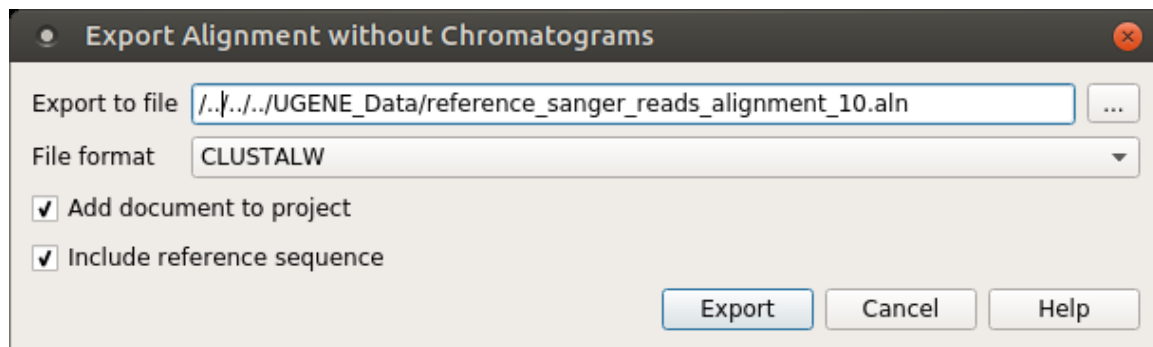 Export Alignment without Chromatograms
Export to file /../../../UGENE_Data/reference_sanger_reads_alignment_10.aln ...
File format CLUSTALW
Add document to project
Include reference sequence
Export Cancel Help